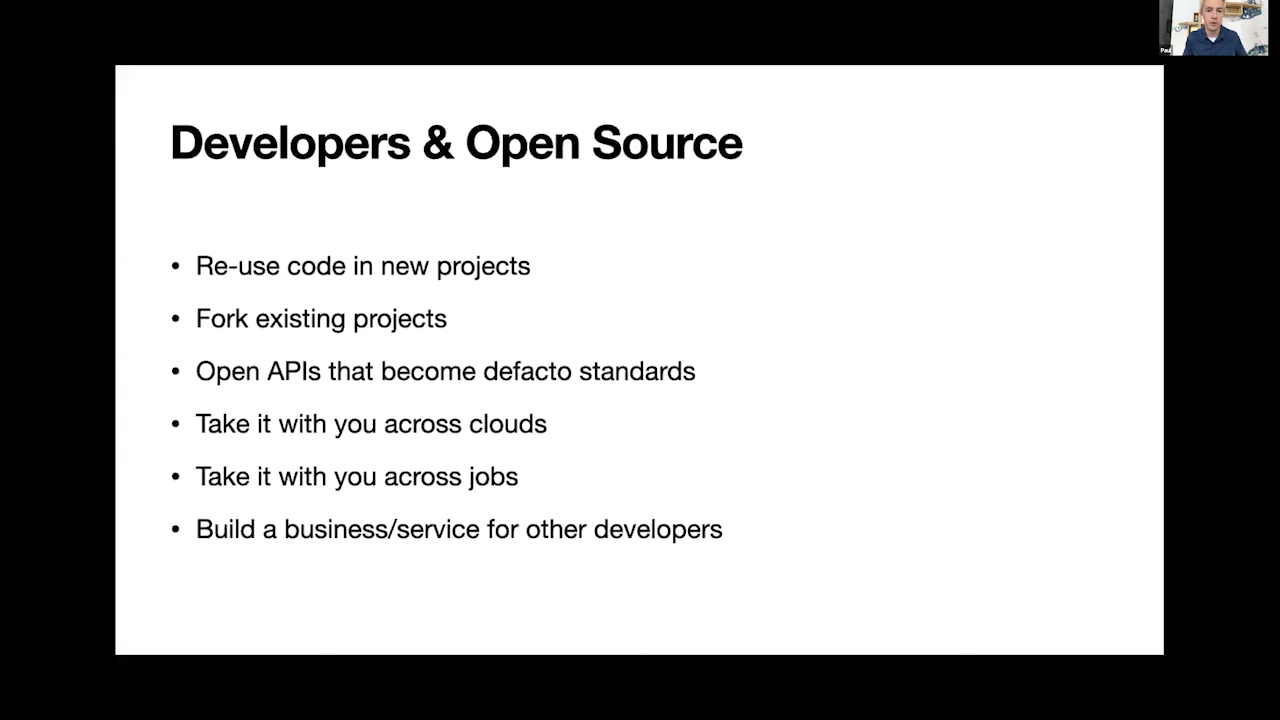 Paul
Developers & Open Source
• Re-use code in new projects
• Fork existing projects
• Open APIs that become defacto standards
• Take it with you across clouds
• Take it with you across jobs
• Build a business/service for other developers